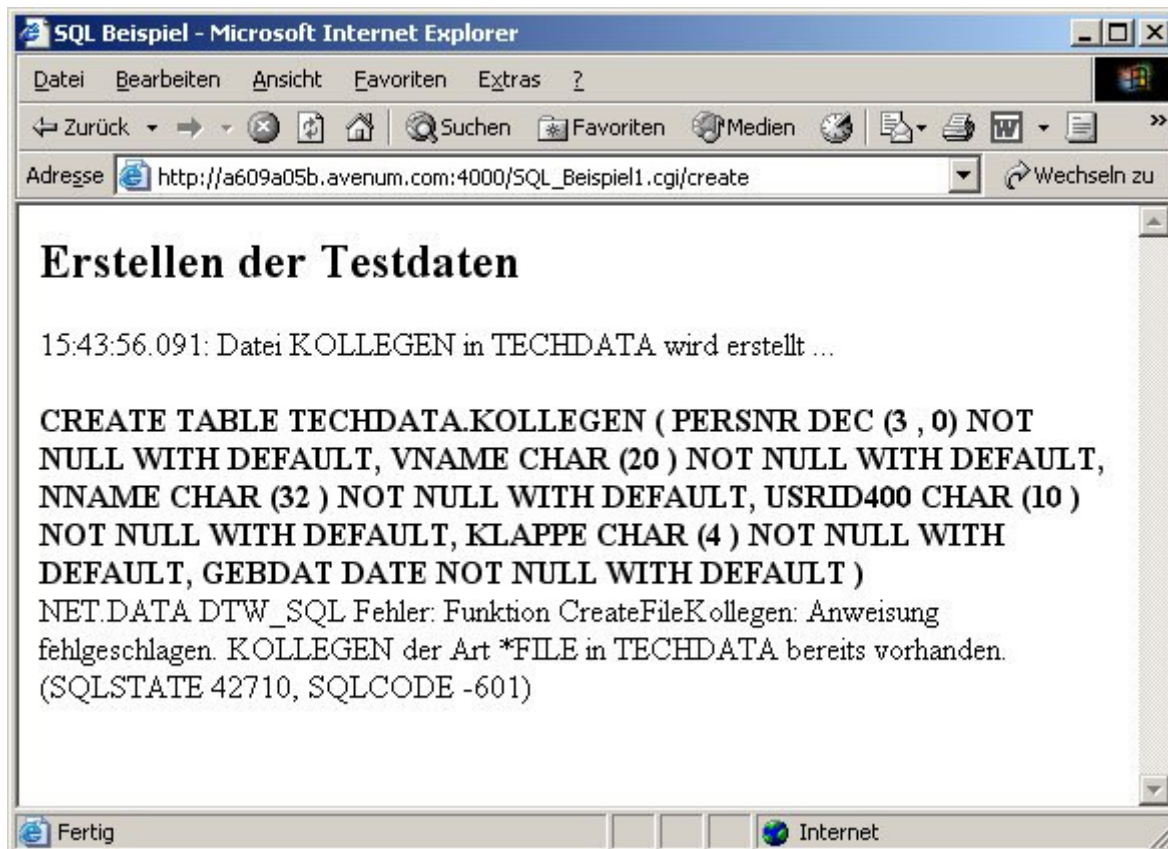 SQL Beispiel - Microsoft Internet Explorer
Datei Bearbeiten Ansicht Favoriten Extras ?
Zurück Suchen Favoriten Medien W »
Adresse http://a609a05b.avenum.com:4000/SQL_Beispiel1.cgi/create Wechseln zu
Erstellen der Testdaten
15:43:56.091: Datei KOLLEGEN in TECHDATA wird erstellt ...
CREATE TABLE TECHDATA.KOLLEGEN ( PERSNR DEC (3 , 0) NOT
NULL WITH DEFAULT, VNAME CHAR (20 ) NOT NULL WITH DEFAULT,
NNAME CHAR (32 ) NOT NULL WITH DEFAULT, USRID400 CHAR (10 )
NOT NULL WITH DEFAULT, KLAPPE CHAR (4 ) NOT NULL WITH
DEFAULT, GEBDAT DATE NOT NULL WITH DEFAULT )
NET.DATA DTW_SQL Fehler: Funktion CreateFileKollegen: Anweisung
fehlgeschlagen. KOLLEGEN der Art *FILE in TECHDATA bereits vorhanden.
(SQLSTATE 42710, SQLCODE -601)
Fertig Internet